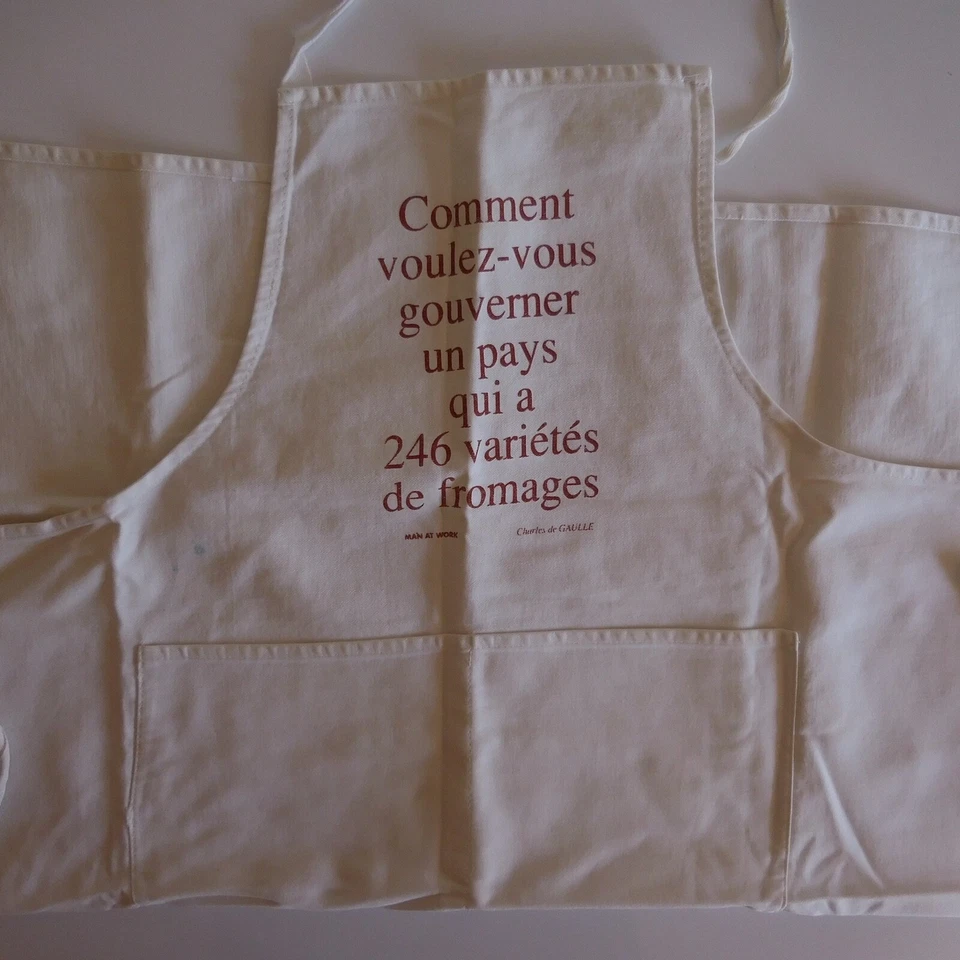 Comment
voulez-vous
gouverner
un pays
qui a
246 variétés
de fromages
MAN AT WORK Charles de GAULLE